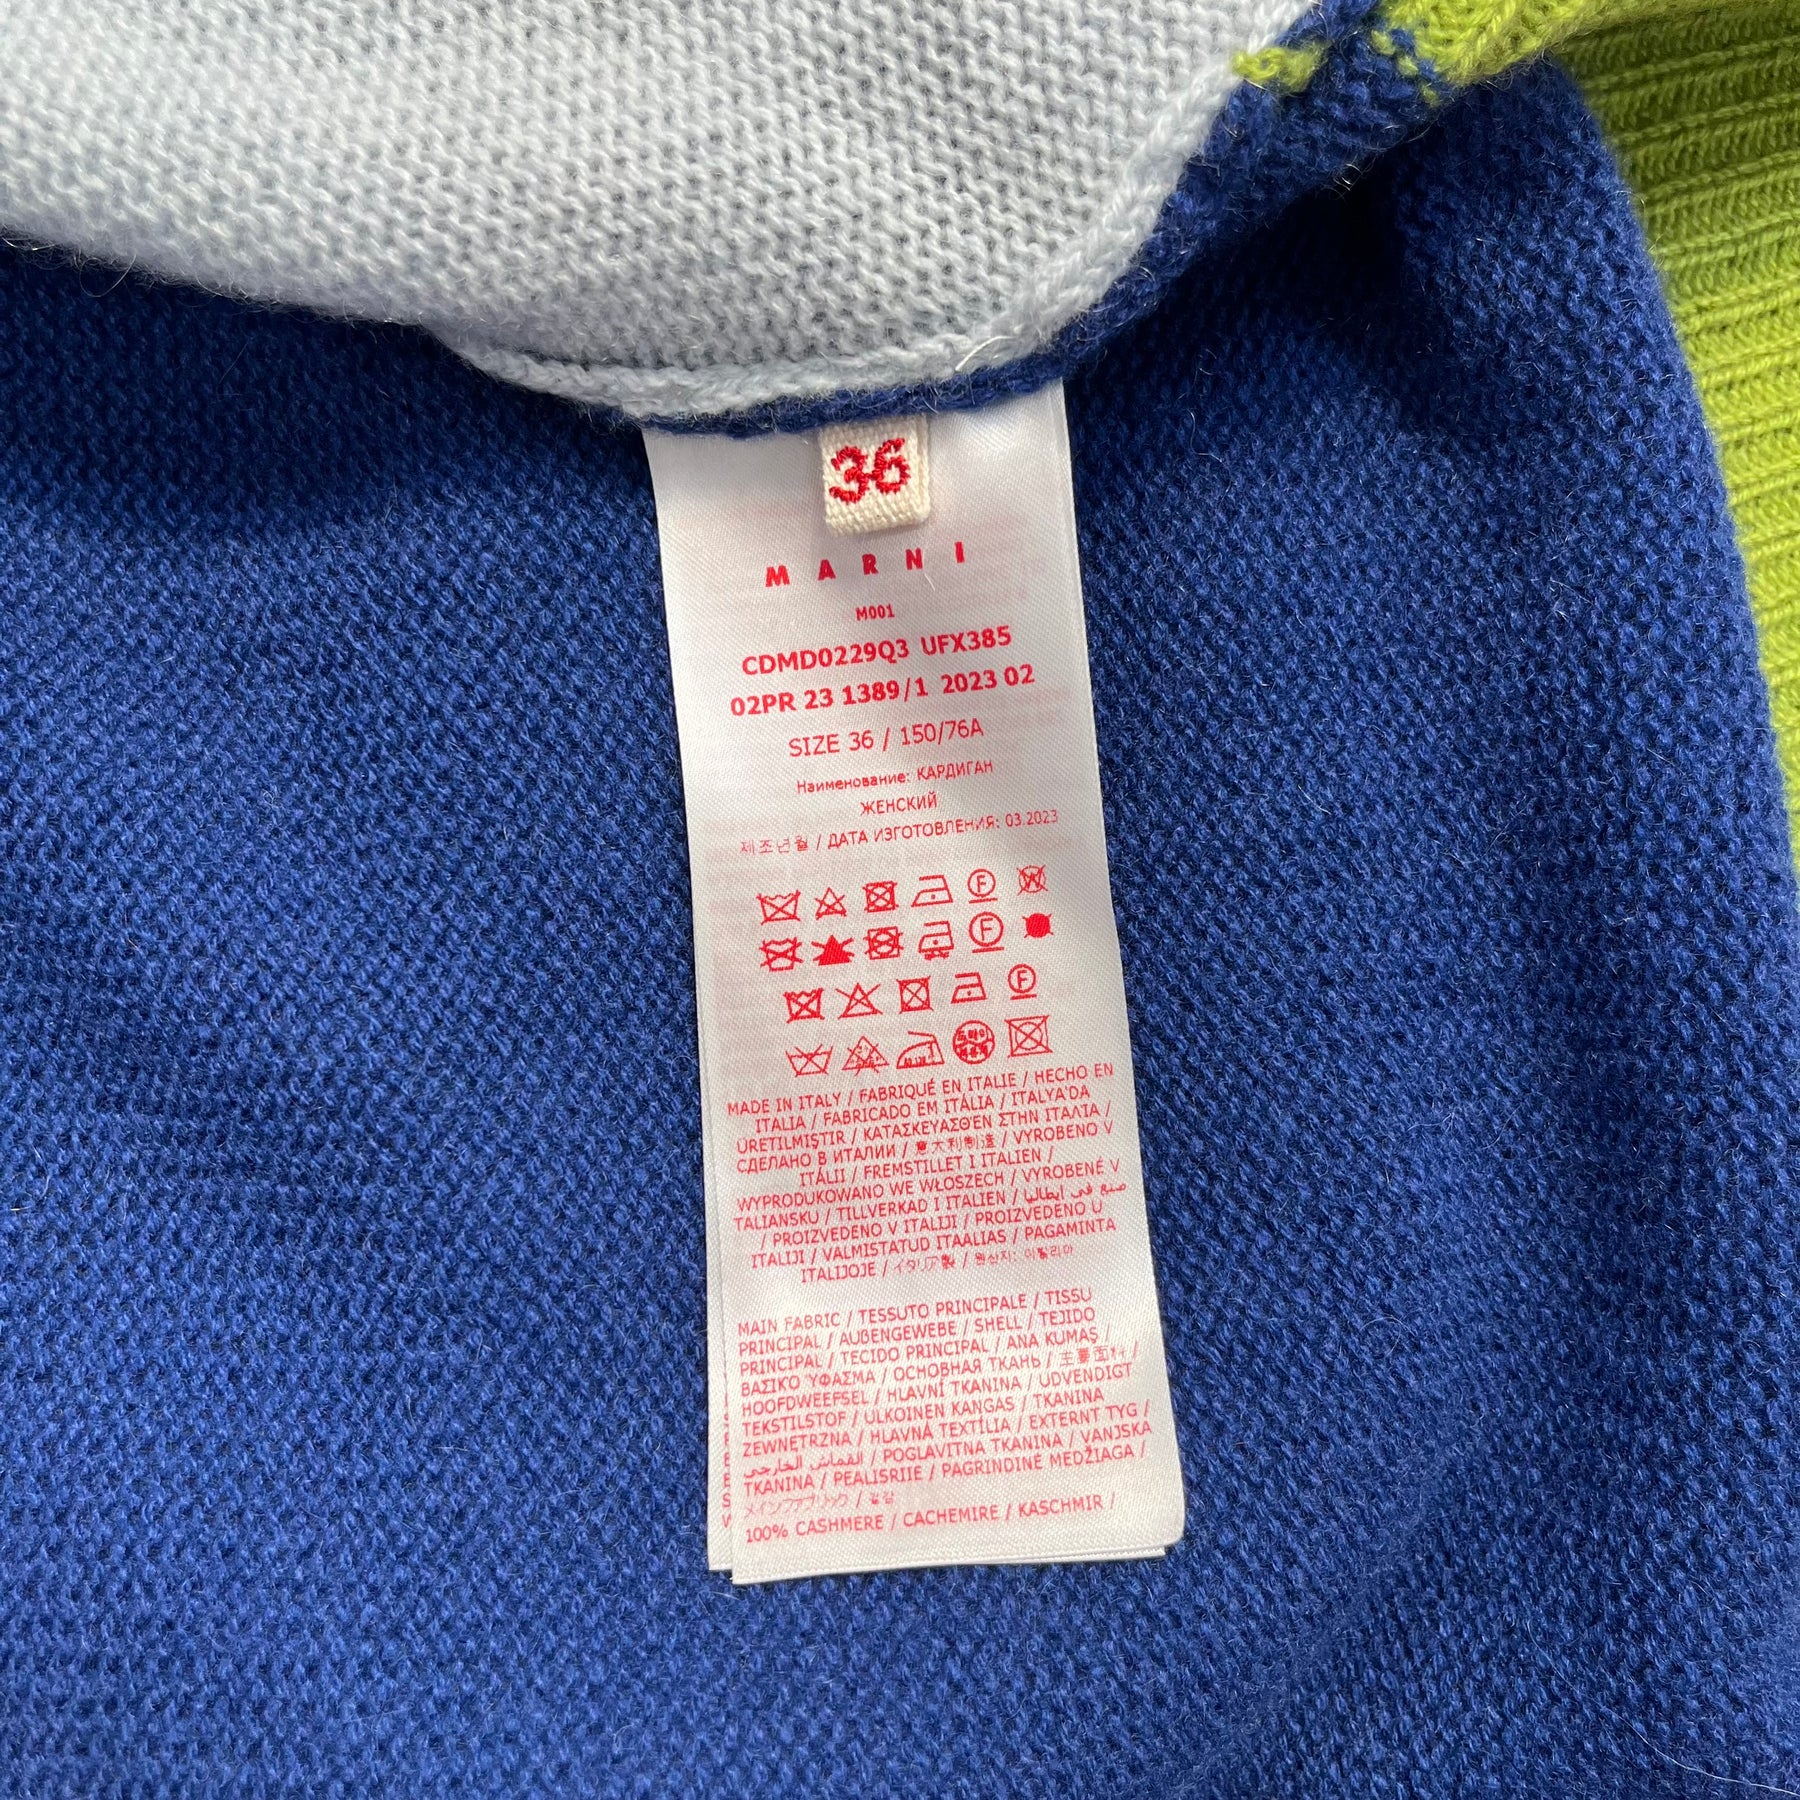 36
MARNI
M001
CDMD0229Q3 UFX385
02PR 23 1389/1 2023 02
SIZE 36 / 150/76A
Наименование: КАРДИГАН
ЖЕНСКИЙ
제조년월 / ДАТА ИЗГОТОВЛЕНИЯ: 03.2023
F W
F
F
MADE IN ITALY / FABRIQUÉ EN ITALIE / HECHO EN
ITALIA / FABRICADO EM ITÁLIA / ITALYA'DA
ÜRETILMIŞTIR / ΚΑΤΑΣΚΕΥΑΣΘΈΝ ΣΤΗΝ ΙΤΑΛΙΑ /
СДЕЛАНО В ИТАЛИИ / 意大利制造 / VYROBENO V
ITÁLII / FREMSTILLET I ITALIEN /
WYPRODUKOWANO WE WŁOSZECH / VYROBENÉ V
TALIANSKU / TILLVERKAD I ITALIEN / صنع في ايطاليا
/ PROIZVEDENO V ITALIJI / PROIZVEDENO U
ITALIJI / VALMISTATUD ITAALIAS / PAGAMINTA
ITALIJOJE / イタリア製 / 원산지: 이탈리아
MAIN FABRIC / TESSUTO PRINCIPALE / TISSU
PRINCIPAL / AUßENGEWEBE / SHELL / TEJIDO
PRINCIPAL / TECIDO PRINCIPAL / ANA KUMAŞ /
ΒΑΣΙΚΟ ΎΦΑΣΜΑ / ОСНОВНАЯ ТКАНЬ / 主要面料 /
HOOFDWEEFSEL / HLAVNÍ TKANINA / UDVENDIGT
TEKSTILSTOF / ULKOINEN KANGAS / TKANINA
ZEWNĘTRZNA / HLAVNÁ TEXTÍLIA / EXTERNT TYG /
القماش الخارجي / POGLAVITNA TKANINA / VANJSKA
TKANINA / PEALISRIIE / PAGRINDINĖ MEDŽIAGA /
メインファブリック / 겉감
100% CASHMERE / CACHEMIRE / KASCHMIR /